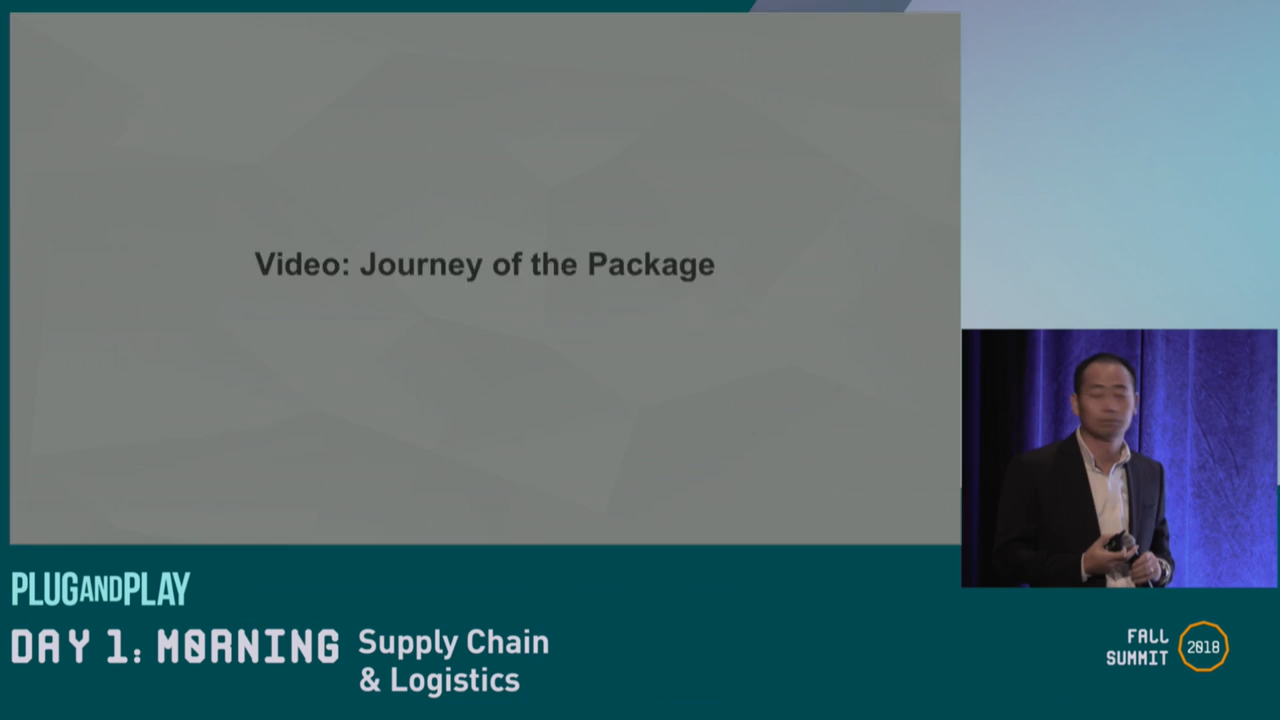 Video: Journey of the Package
PLUGANDPLAY
DAY 1: MORNING
Supply Chain
& Logistics
FALL
SUMMIT
2018